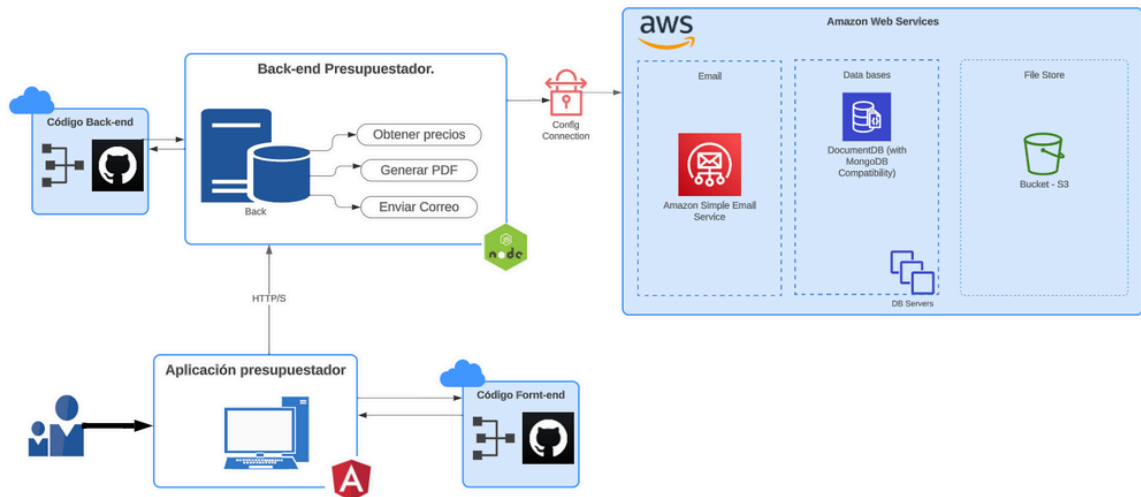 aws
Amazon Web Services
Back-end Presupuestador.
Email
Data bases
File Store
Código Back-end
Obtener precios
Generar PDF
Enviar Correo
Back
Config
Connection
Amazon Simple Email
Service
DocumentDB (with
MongoDB
Compatibility)
Bucket - S3
JS
node
DB Servers
HTTP/S
Aplicación presupuestador
Código Fornt-end
A